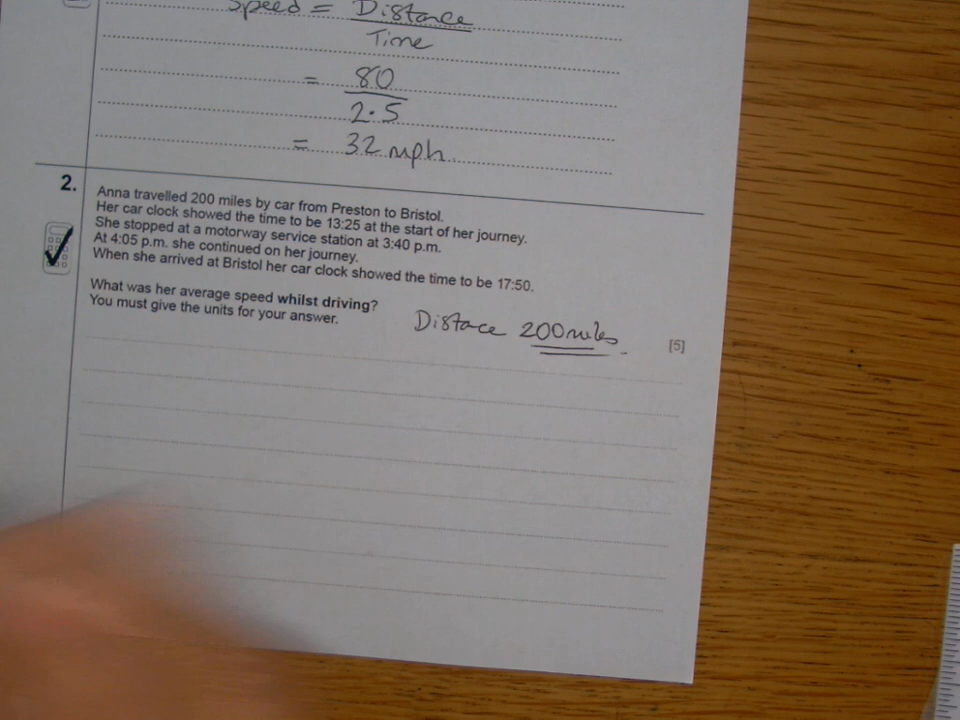 Speed = Distance
Time
= 80
2.5
= 32 mph
2.
Anna travelled 200 miles by car from Preston to Bristol.
Her car clock showed the time to be 13:25 at the start of her journey.
She stopped at a motorway service station at 3:40 p.m.
At 4:05 p.m. she continued on her journey.
When she arrived at Bristol her car clock showed the time to be 17:50.
What was her average speed whilst driving?
You must give the units for your answer.
Distace 200 miles
[5]